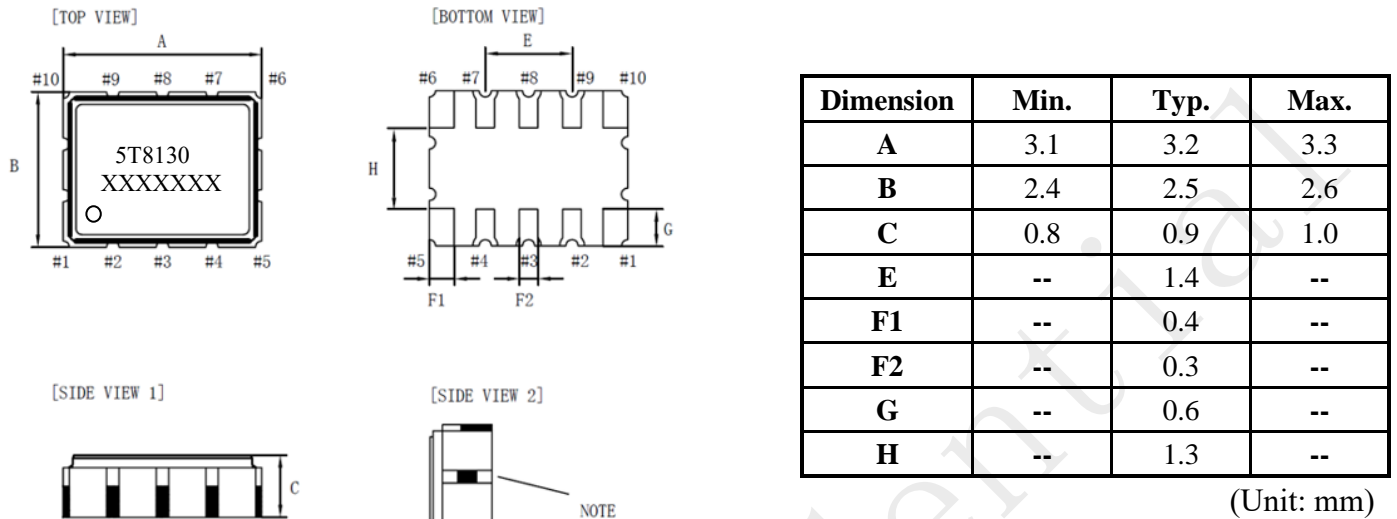 [TOP VIEW]
A
#10 #9 #8 #7 #6
B
5T8130
XXXXXXX
#1 #2 #3 #4 #5
[BOTTOM VIEW]
E
#6 #7 #8 #9 #10
H
G
#5 #4 #3 #2 #1
F1 F2
[SIDE VIEW 1]
C
[SIDE VIEW 2]
NOTE
Dimension Min. Typ. Max.
A 3.1 3.2 3.3
B 2.4 2.5 2.6
C 0.8 0.9 1.0
E -- 1.4 --
F1 -- 0.4 --
F2 -- 0.3 --
G -- 0.6 --
H -- 1.3 --
(Unit: mm)
dential